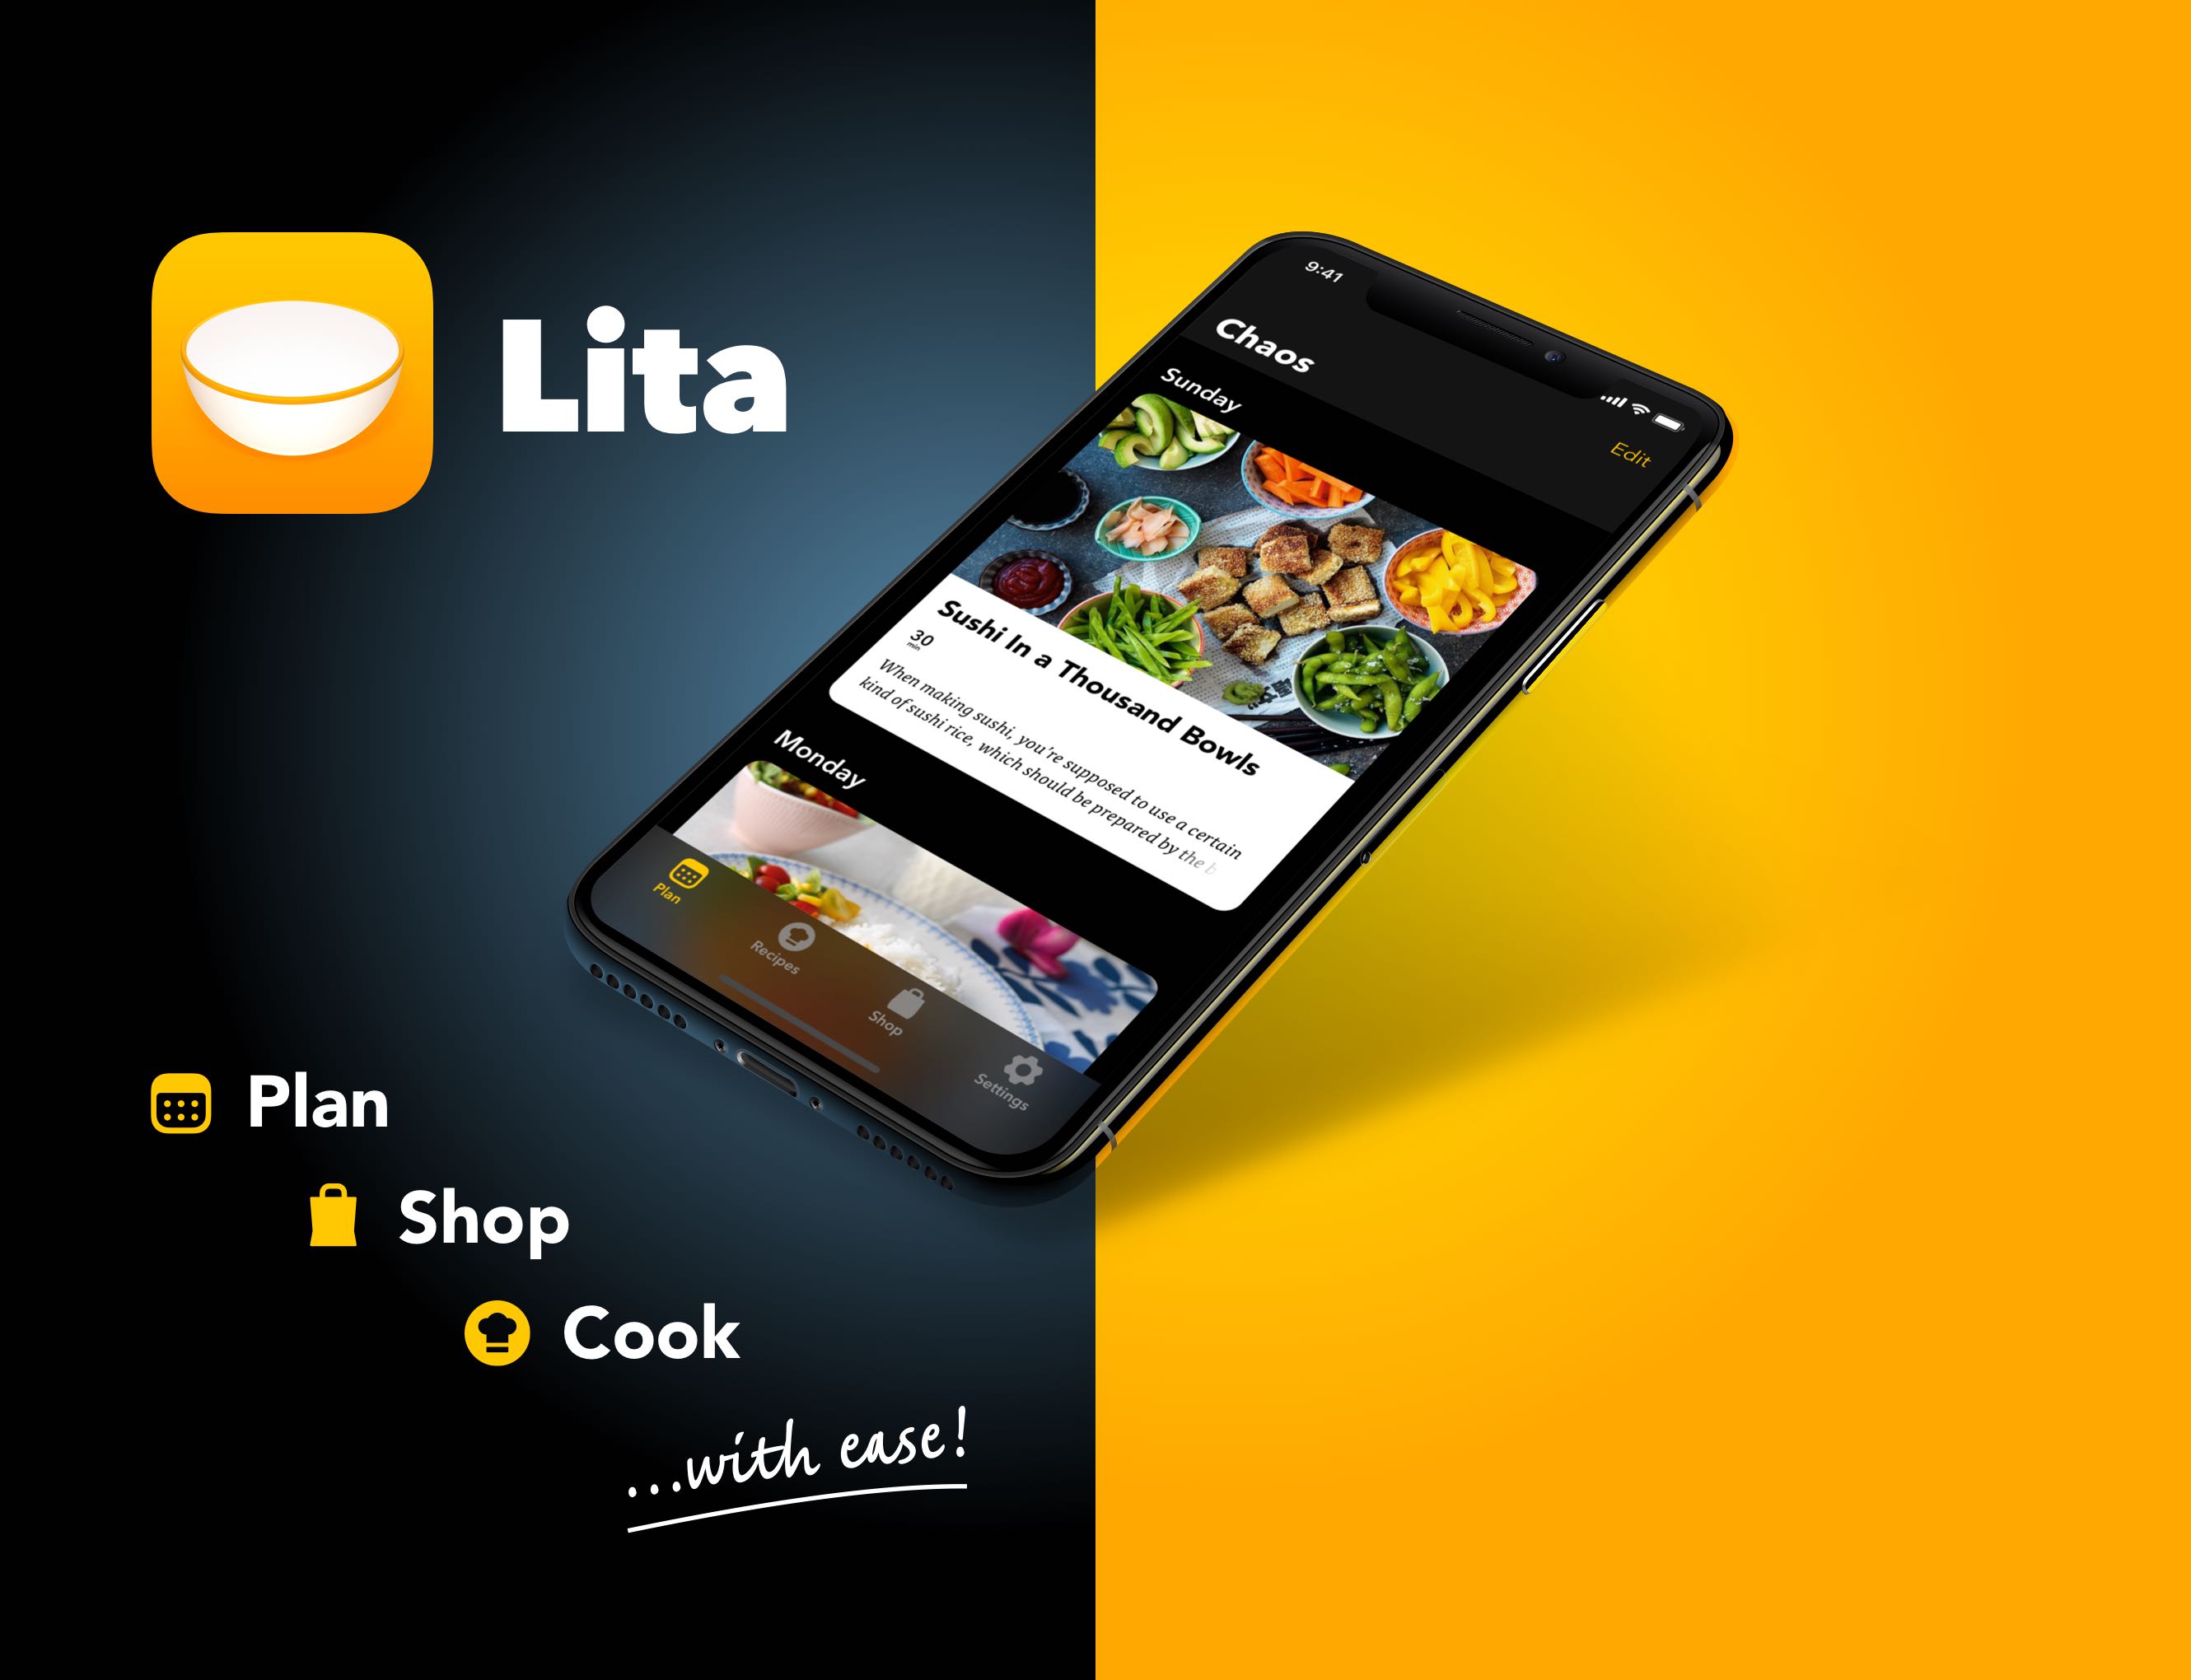 Lita
9:41
Chaos
Edit
Sunday
Sushi In a Thousand Bowls
30
min
When making sushi, you're supposed to use a certain
kind of sushi rice, which should be prepared by the b
Monday
Plan
Recipes
Shop
Settings
Plan
Shop
Cook
...with ease!